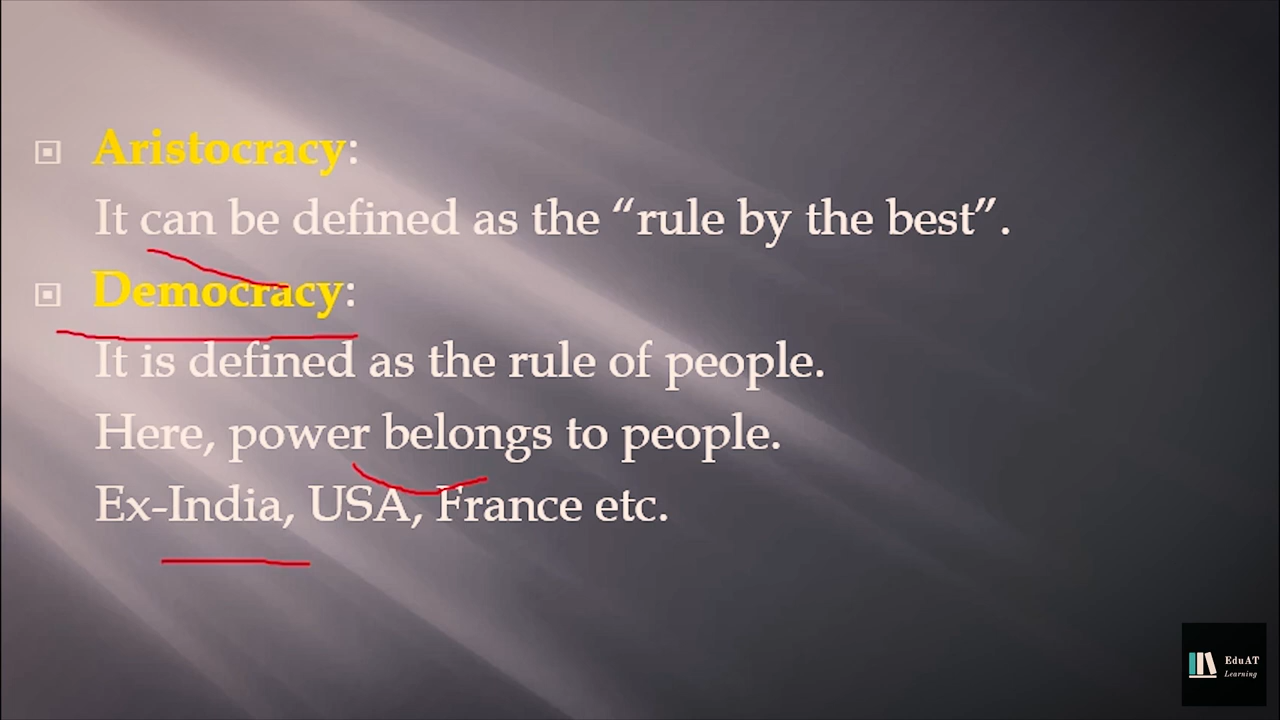 Aristocracy:
It can be defined as the “rule by the best”.
Democracy:
It is defined as the rule of people.
Here, power belongs to people.
Ex-India, USA, France etc.
EduAT
Learning